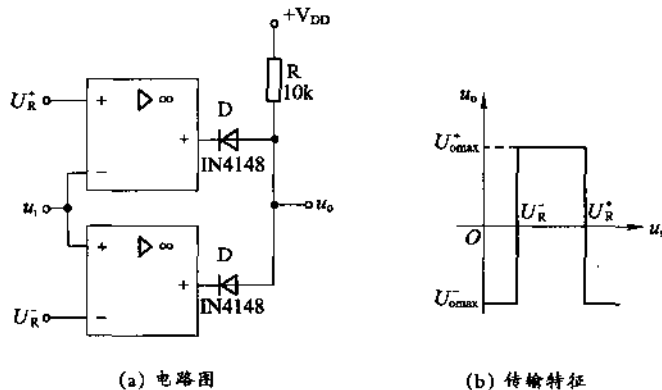 +V_DD
R
10k
U_R^+
+
▷ ∞
D
+
−
IN4148
u_i
u_o
+
▷ ∞
D
+
IN4148
U_R^-
−
(a) 电路图
u_o
U_omax^+
U_R^-
U_R^+
O
u_i
U_omax^-
(b) 传输特征